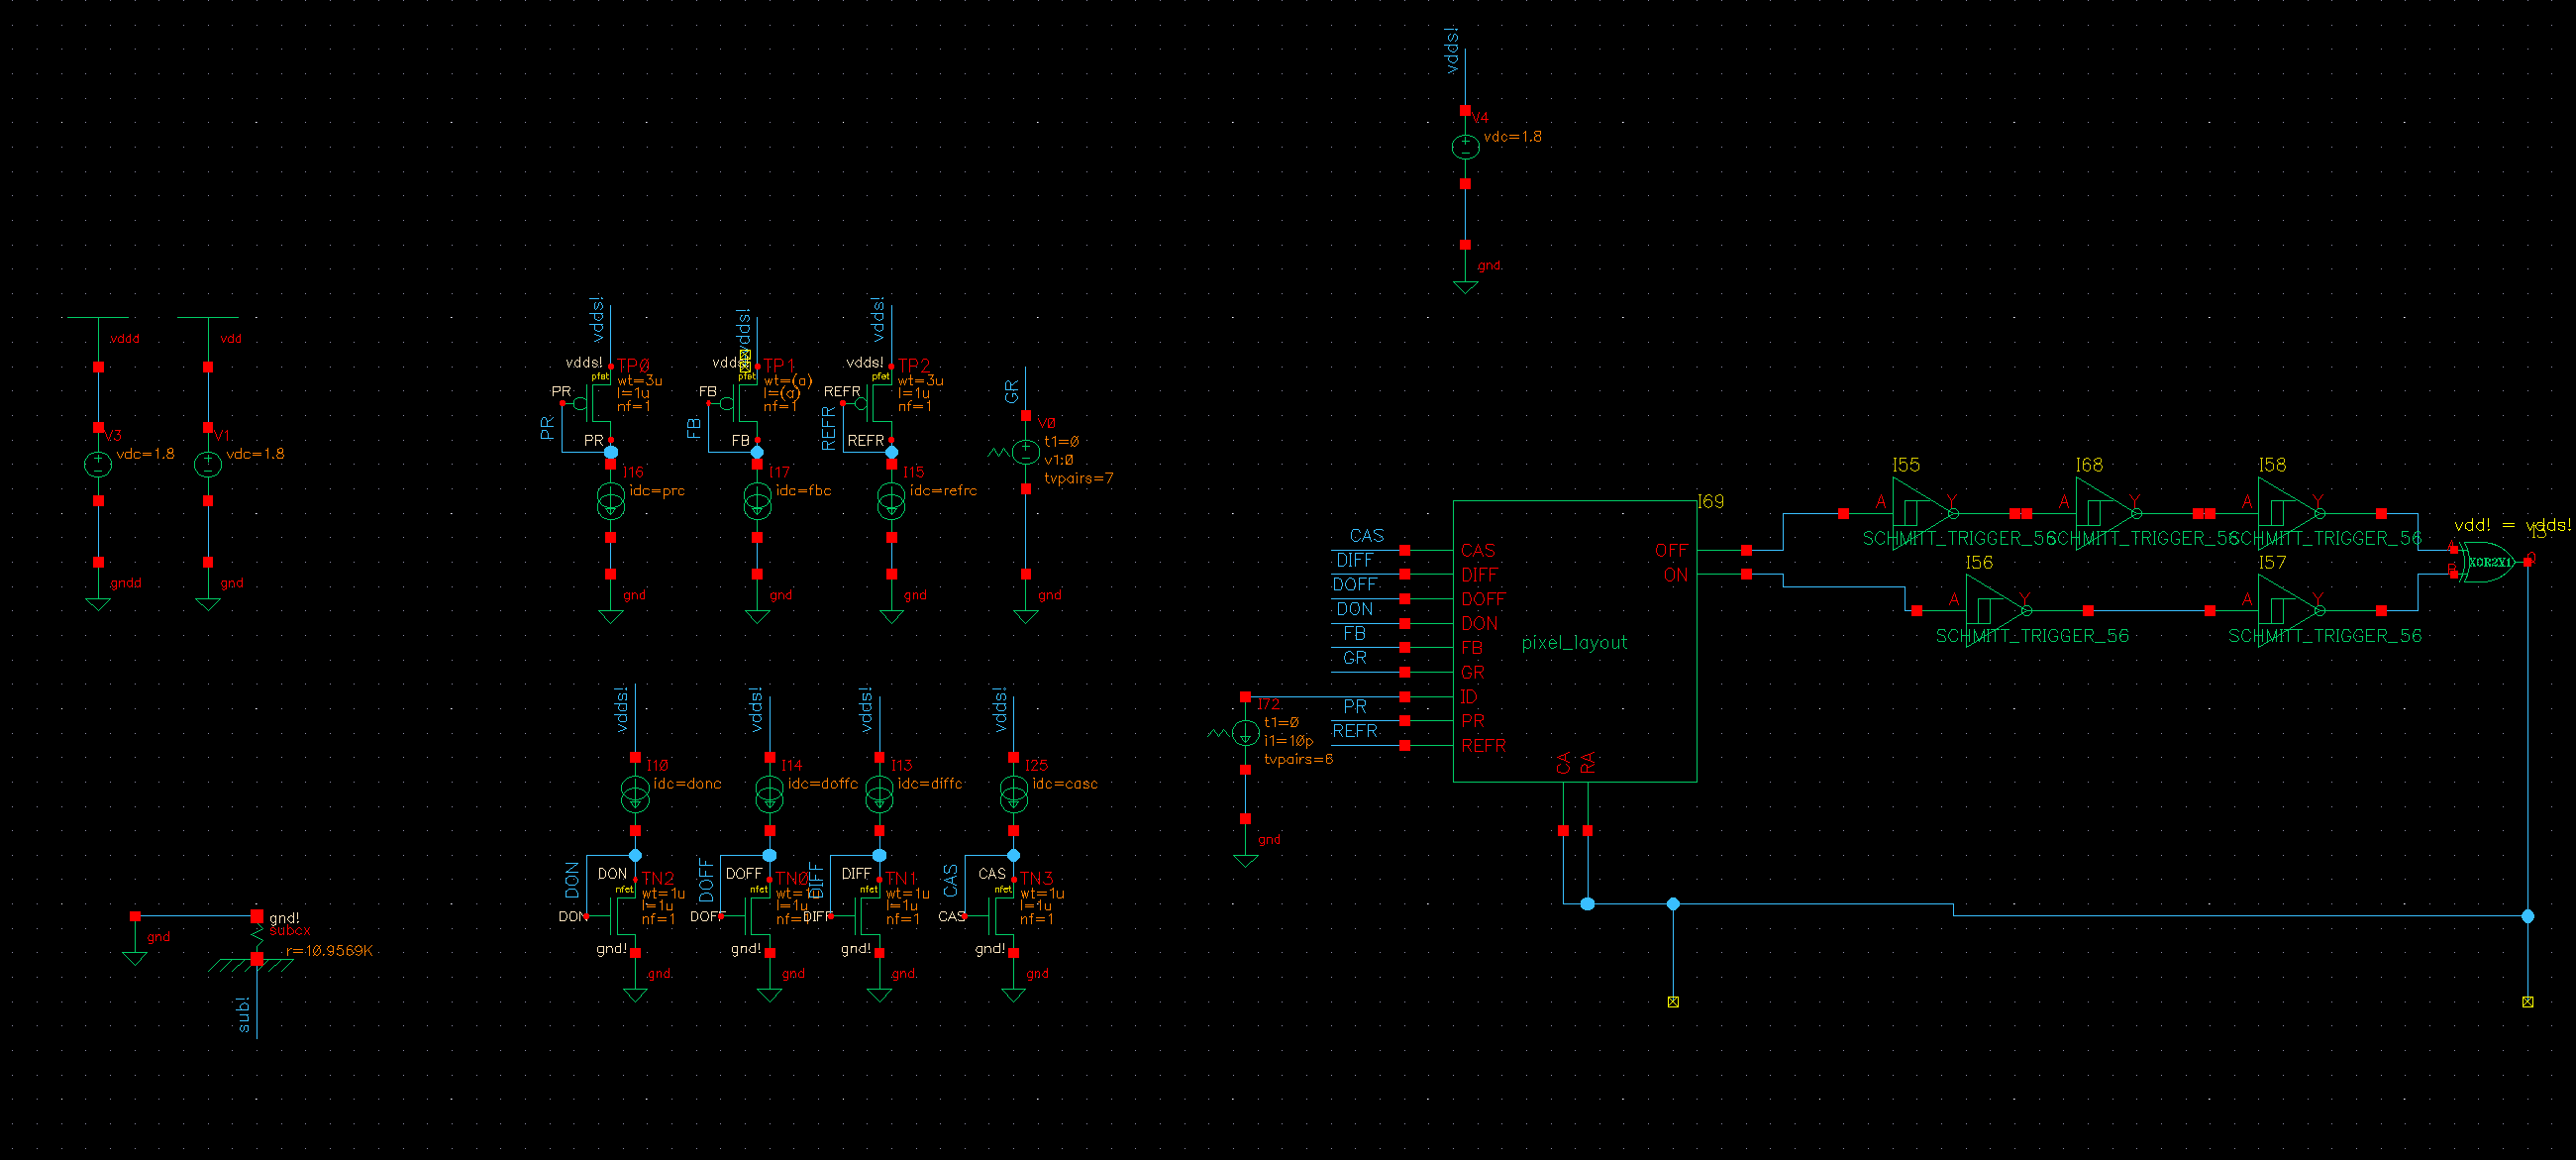 vdds!
V4
vdc=1.8
gnd
vddd
V3
vdc=1.8
gndd
vdd
V1
vdc=1.8
gnd
vdds!
vdds!
TP0
pfet
wt=3u
l=1u
nf=1
PR
PR
PR
I16
idc=prc
gnd
vdds!
TP1
pfet
wt=(a)
l=(a)
nf=1
FB
FB
FB
I17
idc=fbc
gnd
vdds!
vdds!
TP2
wt=3u
l=1u
nf=1
REFR
REFR
REFR
I15
idc=refrc
gnd
GR
V0
t1=0
v1:0
tvpairs=7
gnd
vdds!
I10
idc=donc
DON
DON
DON
TN2
nfet
wt=1u
l=1u
nf=1
gnd!
gnd
vdds!
I14
idc=doffc
DOFF
DOFF
DOFF
TN0
nfet
gnd!
gnd
vdds!
I13
idc=diffc
DIFF
DIFF
DIFF
TN1
nfet
wt=1u
l=1u
nf=1
gnd!
gnd
vdds!
I25
idc=casc
CAS
CAS
CAS
TN3
nfet
wt=1u
l=1u
nf=1
gnd!
gnd
gnd
gnd!
subcx
r=10.9569K
sub!
I72
t1=0
i1=10p
tvpairs=6
gnd
CAS
DIFF
DOFF
DON
FB
GR
PR
REFR
I69
CAS
DIFF
DOFF
DON
FB
GR
ID
PR
REFR
pixel_layout
OFF
ON
CA
RA
I55
A
Y
SCHMITT_TRIGGER_56
I68
A
Y
SCHMITT_TRIGGER_56
I58
A
Y
SCHMITT_TRIGGER_56
I56
A
Y
SCHMITT_TRIGGER_56
I57
A
Y
SCHMITT_TRIGGER_56
vdd! = vdds!
XOR2X1